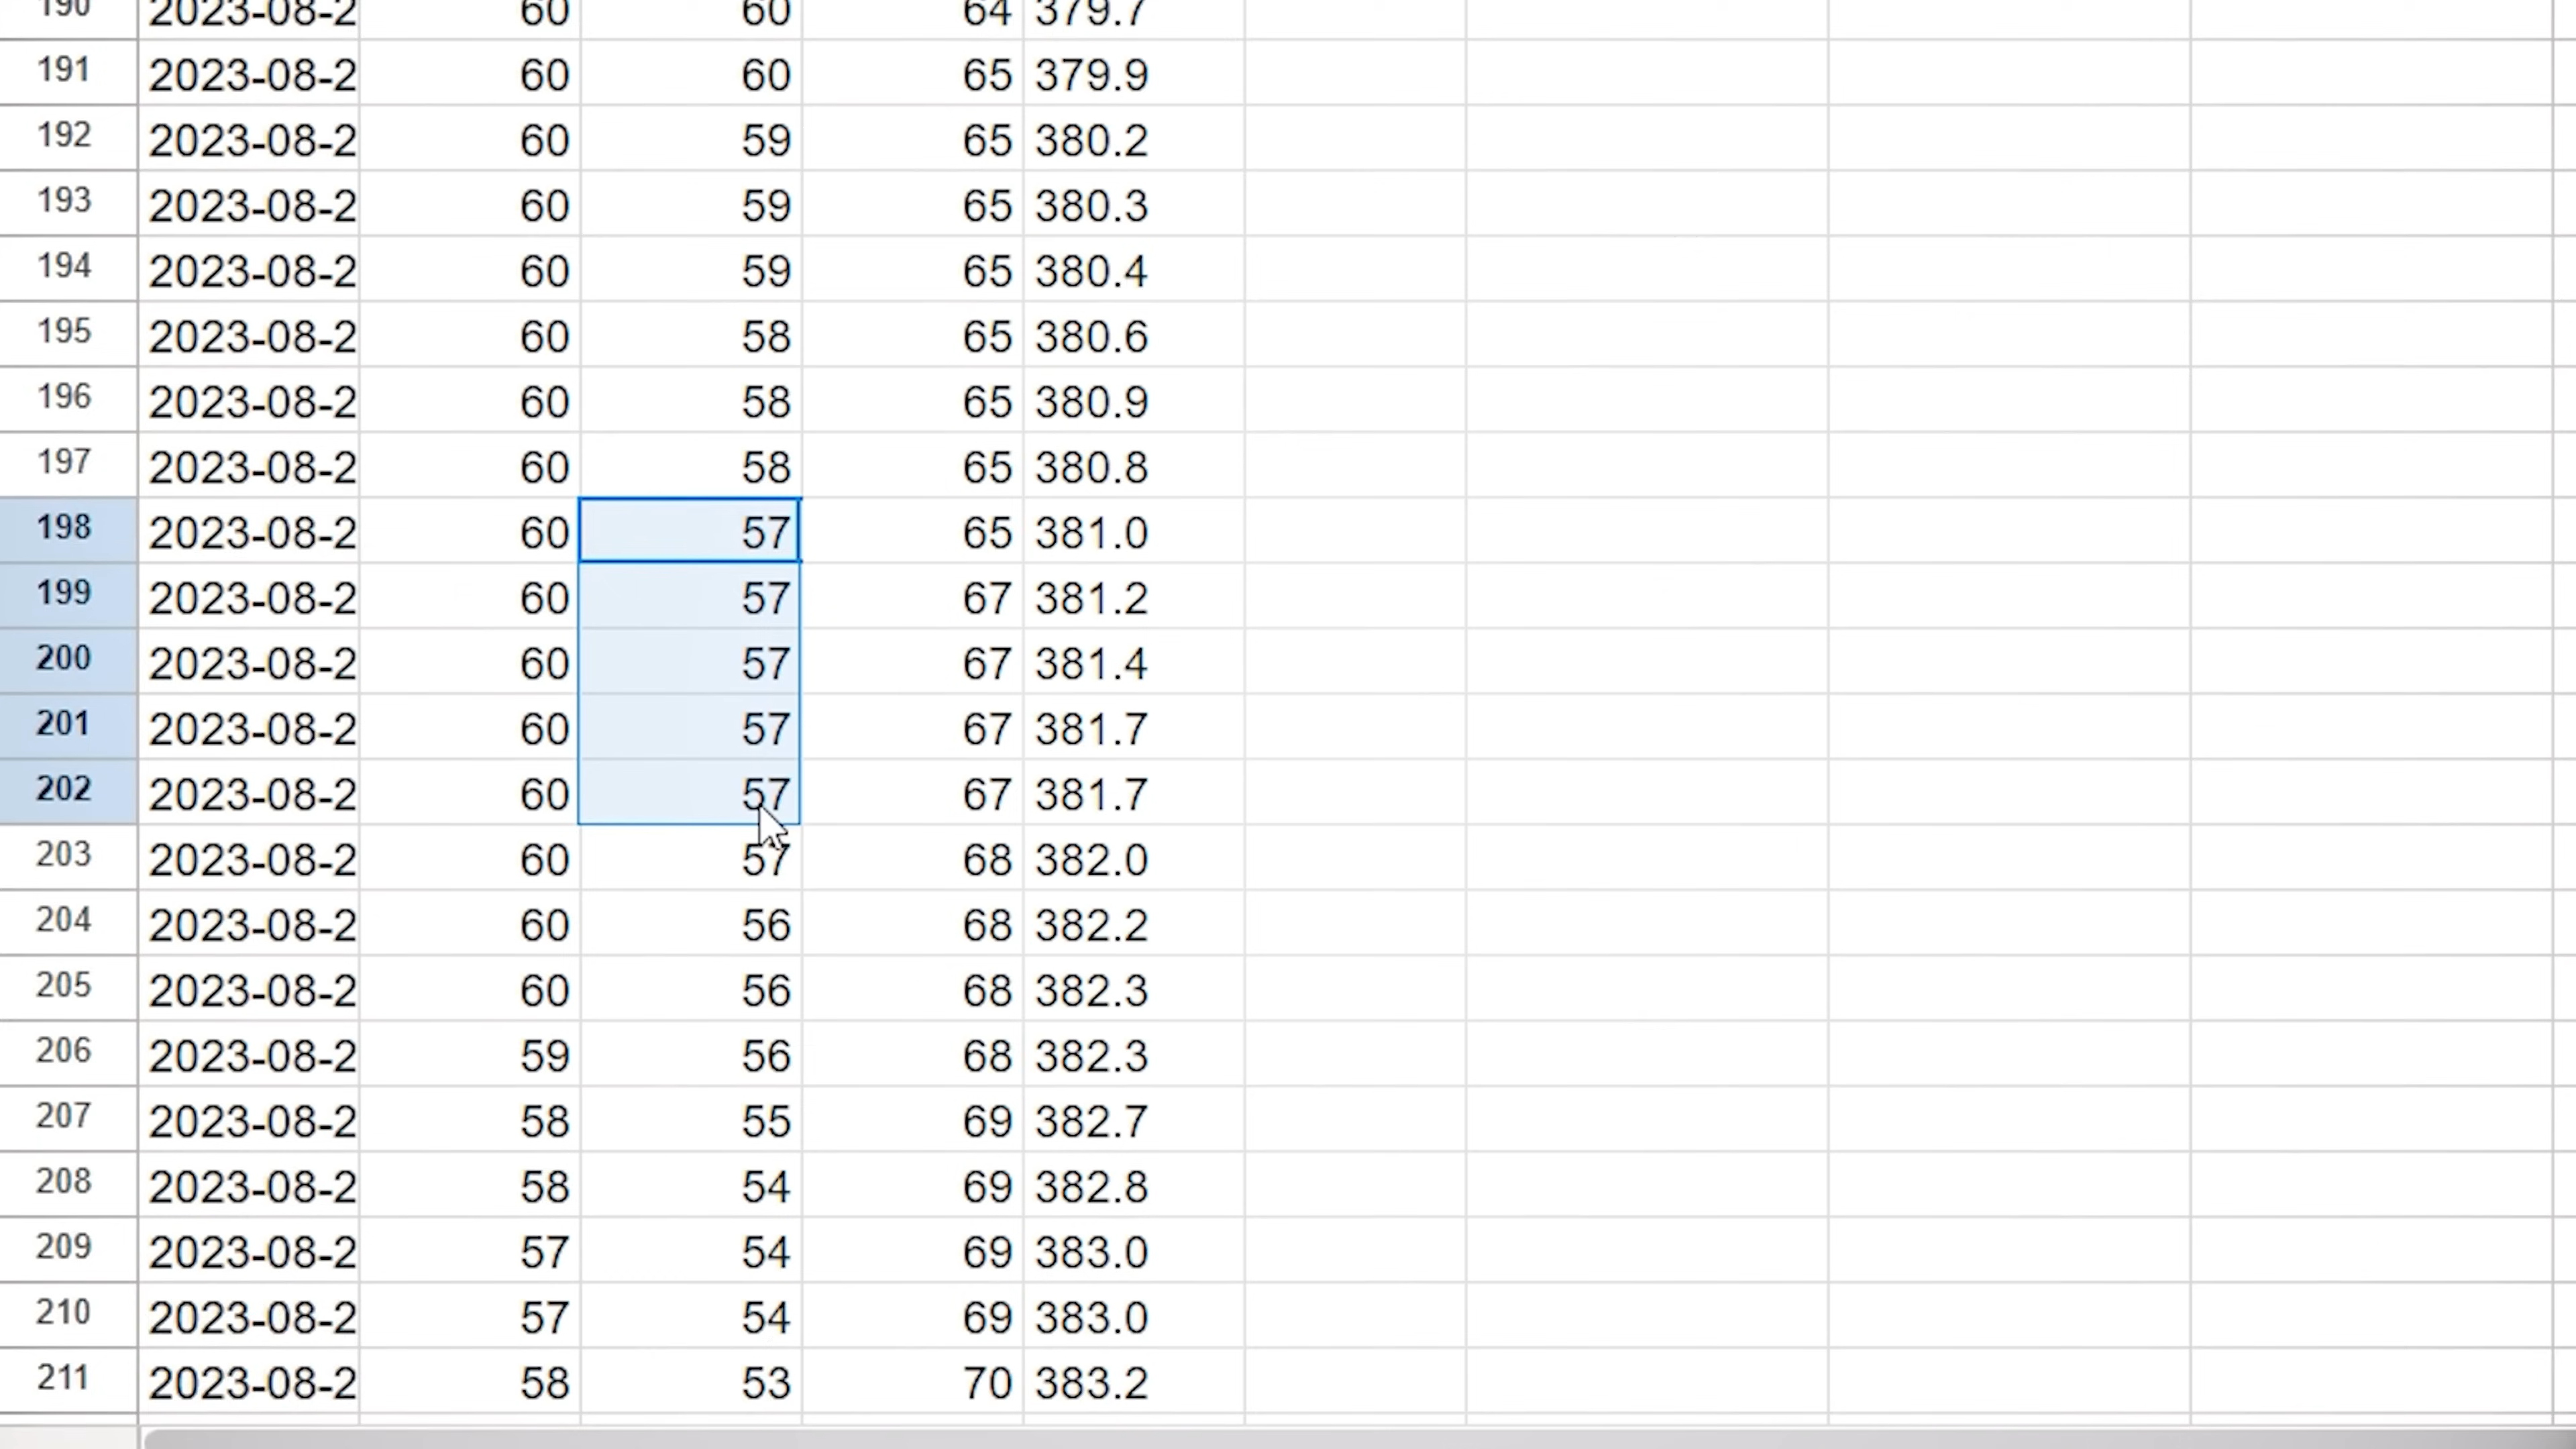 190 2023-08-2 60 60 64 379.7
191 2023-08-2 60 60 65 379.9
192 2023-08-2 60 59 65 380.2
193 2023-08-2 60 59 65 380.3
194 2023-08-2 60 59 65 380.4
195 2023-08-2 60 58 65 380.6
196 2023-08-2 60 58 65 380.9
197 2023-08-2 60 58 65 380.8
198 2023-08-2 60 57 65 381.0
199 2023-08-2 60 57 67 381.2
200 2023-08-2 60 57 67 381.4
201 2023-08-2 60 57 67 381.7
202 2023-08-2 60 57 67 381.7
203 2023-08-2 60 57 68 382.0
204 2023-08-2 60 56 68 382.2
205 2023-08-2 60 56 68 382.3
206 2023-08-2 59 56 68 382.3
207 2023-08-2 58 55 69 382.7
208 2023-08-2 58 54 69 382.8
209 2023-08-2 57 54 69 383.0
210 2023-08-2 57 54 69 383.0
211 2023-08-2 58 53 70 383.2